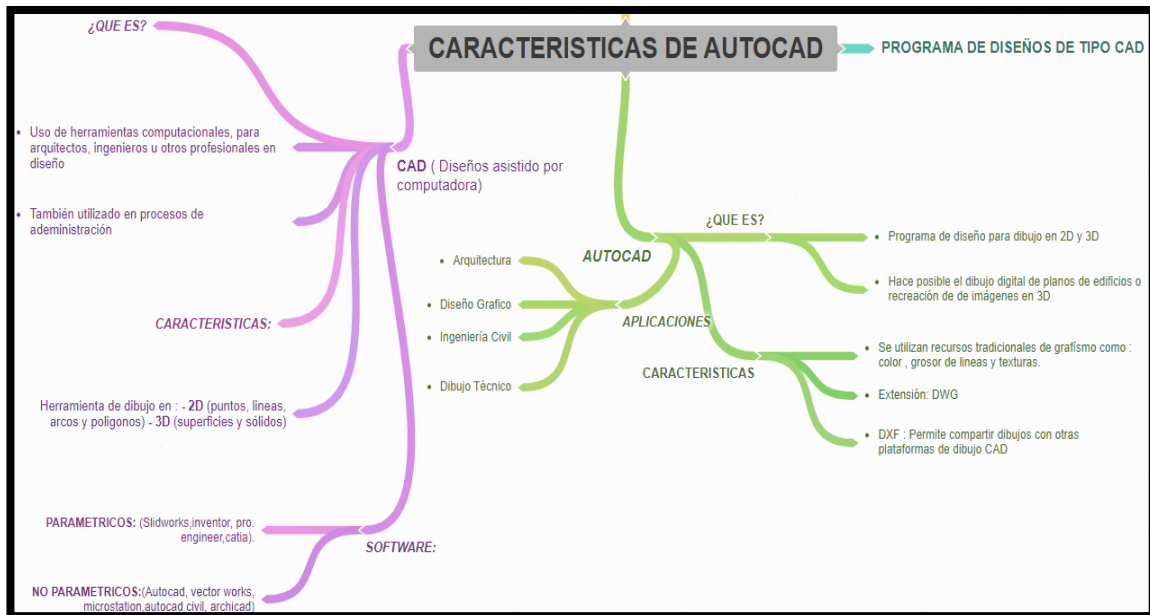 CARACTERISTICAS DE AUTOCAD
PROGRAMA DE DISEÑOS DE TIPO CAD
CAD ( Diseños asistido por
computadora)
¿QUE ES?
• Uso de herramientas computacionales, para
arquitectos, ingenieros u otros profesionales en
diseño
• También utilizado en procesos de
adeministración
CARACTERISTICAS:
Herramienta de dibujo en : - 2D (puntos, lineas,
arcos y poligonos) - 3D (superficies y sólidos)
SOFTWARE:
PARAMETRICOS: (Slidworks,inventor, pro.
engineer,catia).
NO PARAMETRICOS:(Autocad, vector works,
microstation,autocad civil, archicad)
AUTOCAD
¿QUE ES?
• Programa de diseño para dibujo en 2D y 3D
• Hace posible el dibujo digital de planos de edificios o
recreación de de imágenes en 3D
APLICACIONES
• Arquitectura
• Diseño Grafico
• Ingeniería Civil
• Dibujo Técnico
CARACTERISTICAS
• Se utilizan recursos tradicionales de grafísmo como :
color , grosor de lineas y texturas.
• Extensión: DWG
• DXF : Permite compartir dibujos con otras
plataformas de dibujo CAD